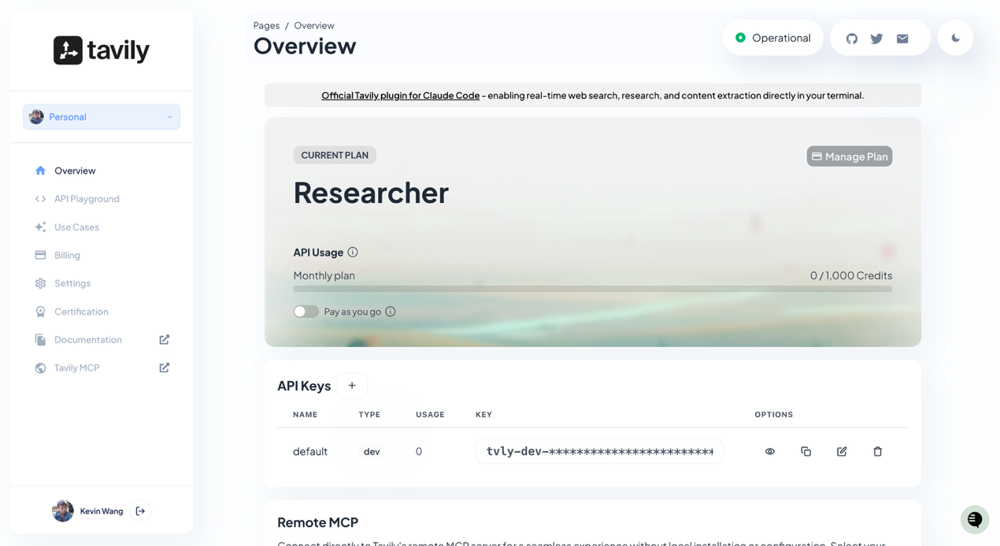 tavily
Personal
Overview
API Playground
Use Cases
Billing
Settings
Certification
Documentation
Tavily MCP
Kevin Wang
Pages / Overview
Overview
Operational
Official Tavily plugin for Claude Code - enabling real-time web search, research, and content extraction directly in your terminal.
CURRENT PLAN
Manage Plan
Researcher
API Usage
Monthly plan 0 / 1,000 Credits
Pay as you go
API Keys +
NAME TYPE USAGE KEY OPTIONS
default dev 0 tvly-dev-************************
Remote MCP
Connect directly to Tavily's remote MCP server for a seamless experience without local installation or configuration. Select your